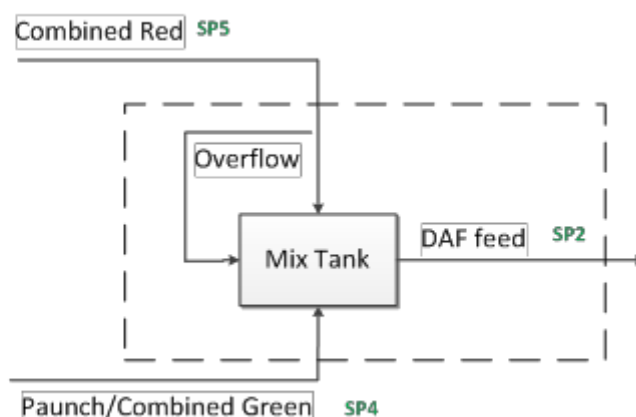 Combined Red SP5
Overflow
Mix Tank
DAF feed SP2
Paunch/Combined Green SP4